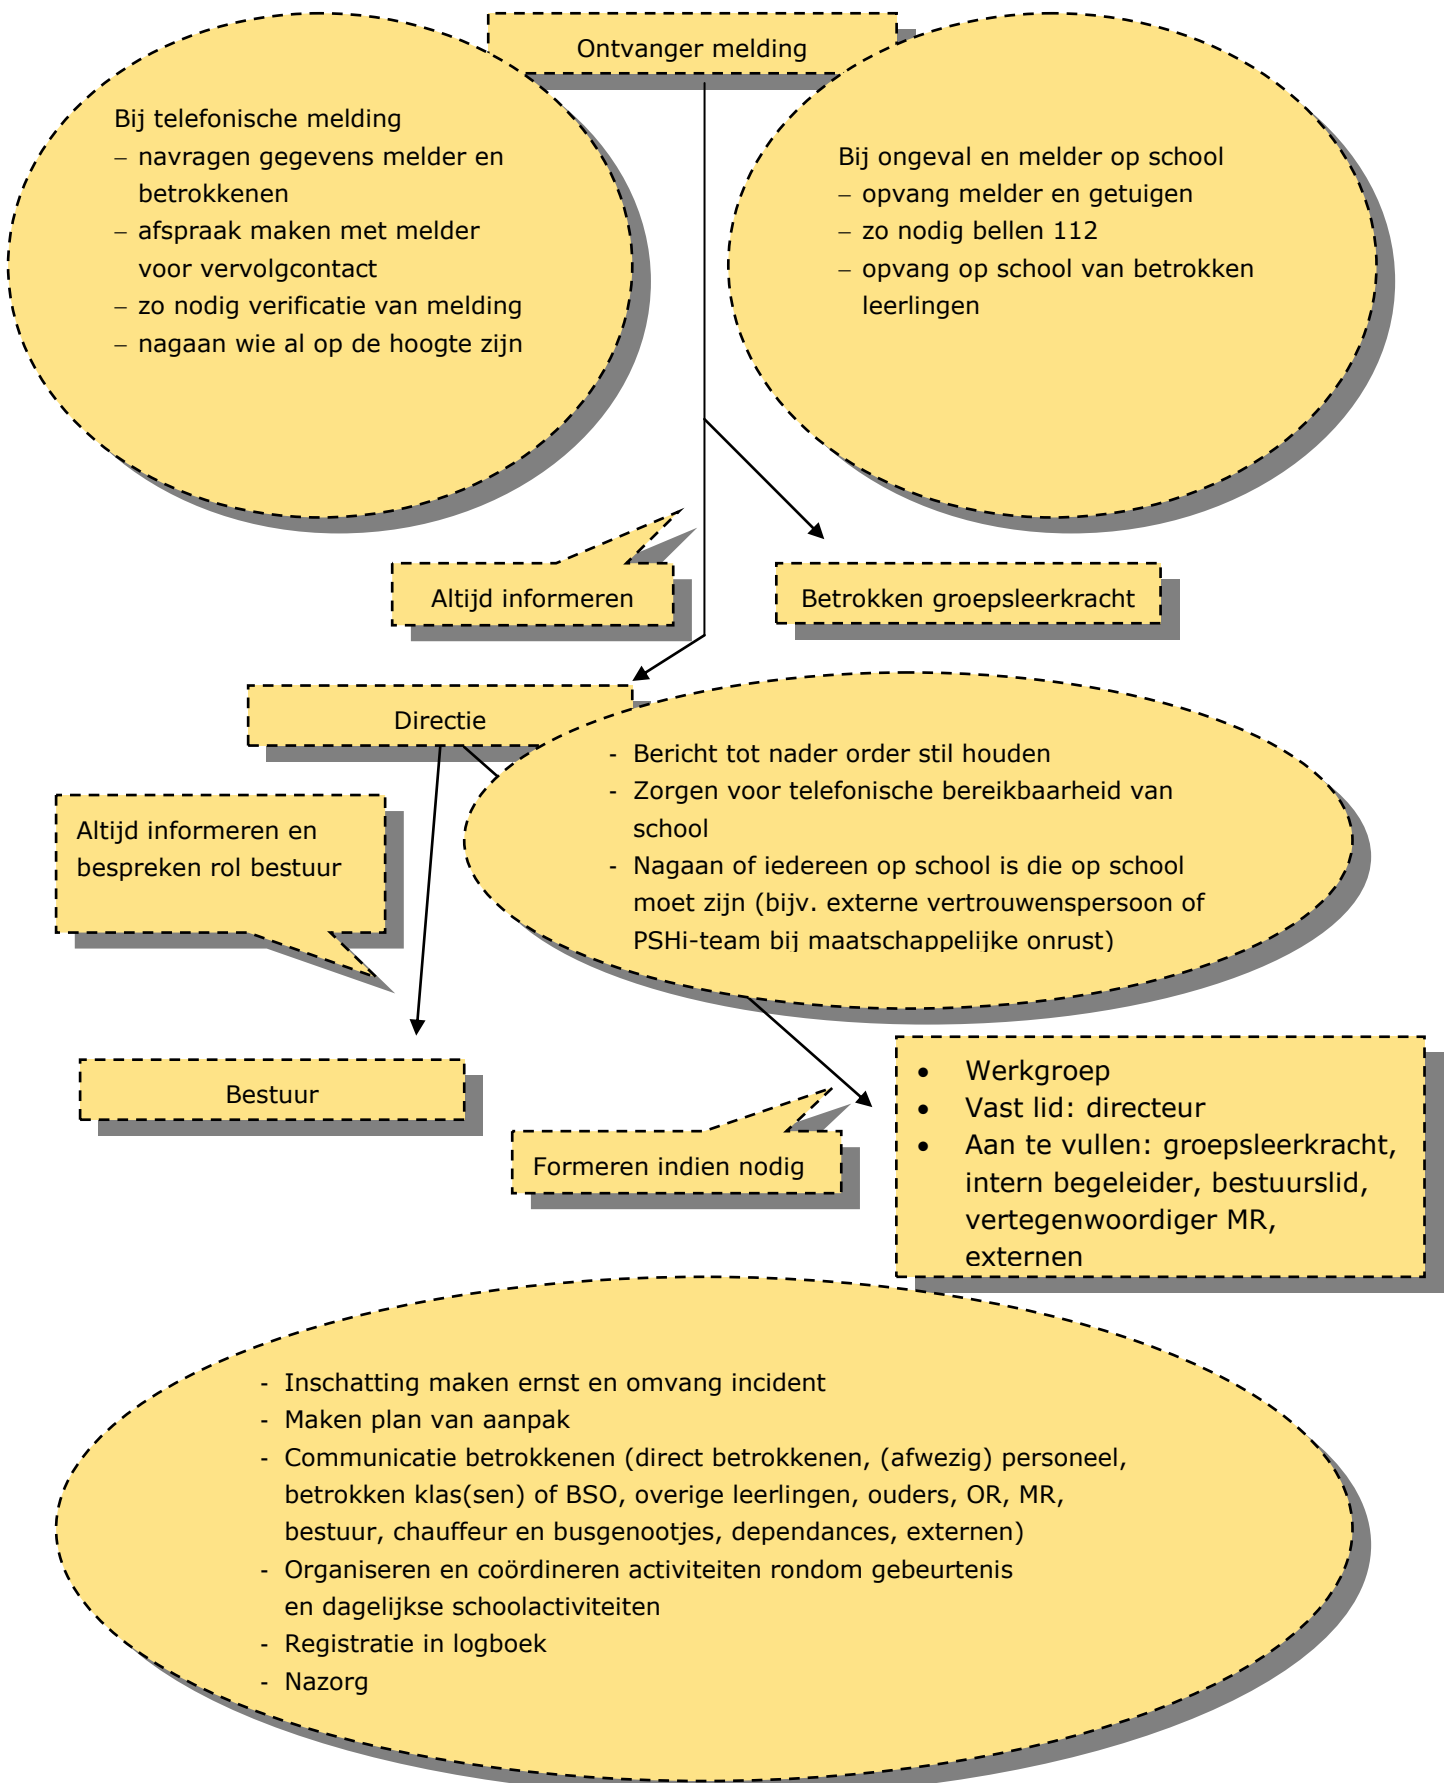 Ontvanger melding
Bij telefonische melding
– navragen gegevens melder en
betrokkenen
– afspraak maken met melder
voor vervolgcontact
– zo nodig verificatie van melding
– nagaan wie al op de hoogte zijn
Bij ongeval en melder op school
– opvang melder en getuigen
– zo nodig bellen 112
– opvang op school van betrokken
leerlingen
Altijd informeren
Betrokken groepsleerkracht
Directie
- Bericht tot nader order stil houden
- Zorgen voor telefonische bereikbaarheid van
school
- Nagaan of iedereen op school is die op school
moet zijn (bijv. externe vertrouwenspersoon of
PSHi-team bij maatschappelijke onrust)
Altijd informeren en
bespreken rol bestuur
Bestuur
Formeren indien nodig
• Werkgroep
• Vast lid: directeur
• Aan te vullen: groepsleerkracht,
intern begeleider, bestuurslid,
vertegenwoordiger MR,
externen
- Inschatting maken ernst en omvang incident
- Maken plan van aanpak
- Communicatie betrokkenen (direct betrokkenen, (afwezig) personeel,
betrokken klas(sen) of BSO, overige leerlingen, ouders, OR, MR,
bestuur, chauffeur en busgenootjes, dependances, externen)
- Organiseren en coördineren activiteiten rondom gebeurtenis
en dagelijkse schoolactiviteiten
- Registratie in logboek
- Nazorg